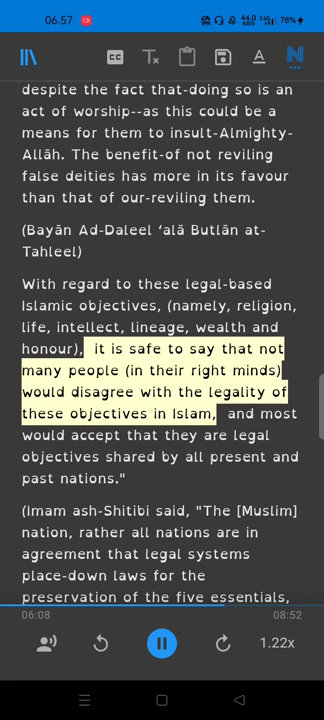 06.57
44.0
KB/S
78%
CC
A
N
despite the fact that-doing so is an
act of worship--as this could be a
means for them to insult-Almighty-
Allāh. The benefit-of not reviling
false deities has more in its favour
than that of our-reviling them.
(Bayān Ad-Daleel ‘alā Butlān at-
Tahleel)
With regard to these legal-based
Islamic objectives, (namely, religion,
life, intellect, lineage, wealth and
honour), it is safe to say that not
many people (in their right minds)
would disagree with the legality of
these objectives in Islam, and most
would accept that they are legal
objectives shared by all present and
past nations."
(Imam ash-Shitibi said, "The [Muslim]
nation, rather all nations are in
agreement that legal systems
place-down laws for the
preservation of the five essentials,
06:08
08:52
1.22x